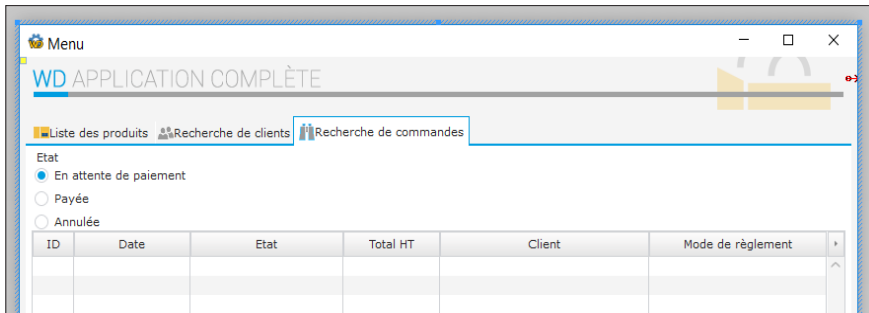 Menu
WD APPLICATION COMPLÈTE
Liste des produits Recherche de clients Recherche de commandes
Etat
En attente de paiement
Payée
Annulée
ID Date Etat Total HT Client Mode de règlement